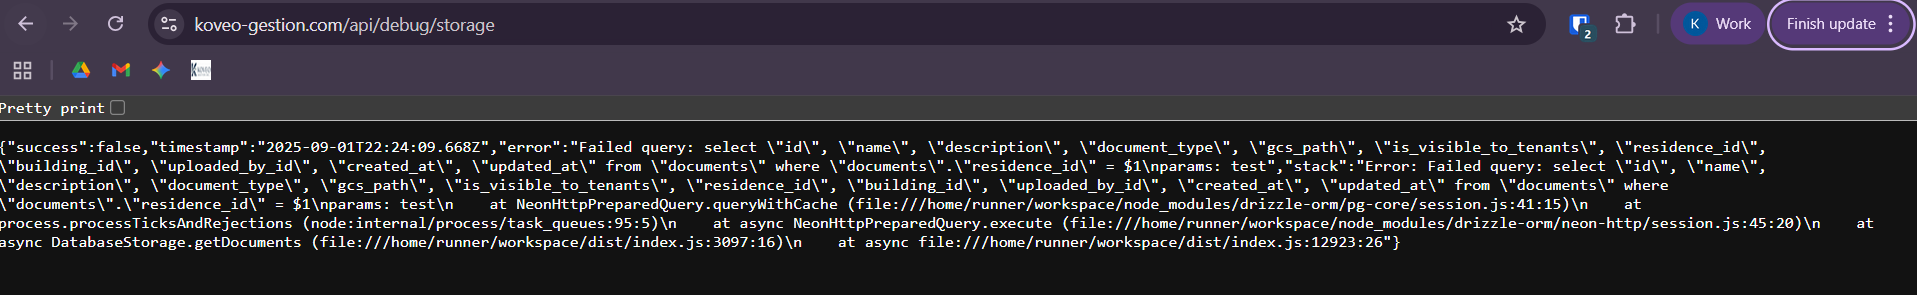 koveo-gestion.com/api/debug/storage
2
K Work
Finish update
Pretty print
{"success":false,"timestamp":"2025-09-01T22:24:09.668Z","error":"Failed query: select \"id\", \"name\", \"description\", \"document_type\", \"gcs_path\", \"is_visible_to_tenants\", \"residence_id\",
\"building_id\", \"uploaded_by_id\", \"created_at\", \"updated_at\" from \"documents\" where \"documents\".\"residence_id\" = $1\nparams: test","stack":"Error: Failed query: select \"id\", \"name\",
\"description\", \"document_type\", \"gcs_path\", \"is_visible_to_tenants\", \"residence_id\", \"building_id\", \"uploaded_by_id\", \"created_at\", \"updated_at\" from \"documents\" where
\"documents\".\"residence_id\" = $1\nparams: test\n    at NeonHttpPreparedQuery.queryWithCache (file:///home/runner/workspace/node_modules/drizzle-orm/pg-core/session.js:41:15)\n    at
process.processTicksAndRejections (node:internal/process/task_queues:95:5)\n    at async NeonHttpPreparedQuery.execute (file:///home/runner/workspace/node_modules/drizzle-orm/neon-http/session.js:45:20)\n    at
async DatabaseStorage.getDocuments (file:///home/runner/workspace/dist/index.js:3097:16)\n    at async file:///home/runner/workspace/dist/index.js:12923:26"}